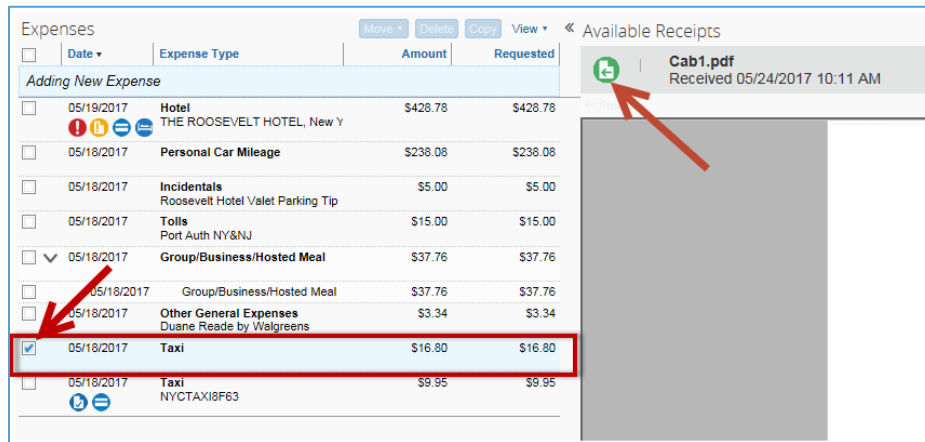 Expenses
Move Delete Copy View
Date Expense Type Amount Requested
Adding New Expense
05/19/2017 Hotel $428.78 $428.78
THE ROOSEVELT HOTEL, New Y
05/18/2017 Personal Car Mileage $238.08 $238.08
05/18/2017 Incidentals $5.00 $5.00
Roosevelt Hotel Valet Parking Tip
05/18/2017 Tolls $15.00 $15.00
Port Auth NY&NJ
05/18/2017 Group/Business/Hosted Meal $37.76 $37.76
05/18/2017 Group/Business/Hosted Meal $37.76 $37.76
05/18/2017 Other General Expenses $3.34 $3.34
Duane Reade by Walgreens
05/18/2017 Taxi $16.80 $16.80
05/18/2017 Taxi $9.95 $9.95
NYCTAXI8F63
Available Receipts
Cab1.pdf
Received 05/24/2017 10:11 AM